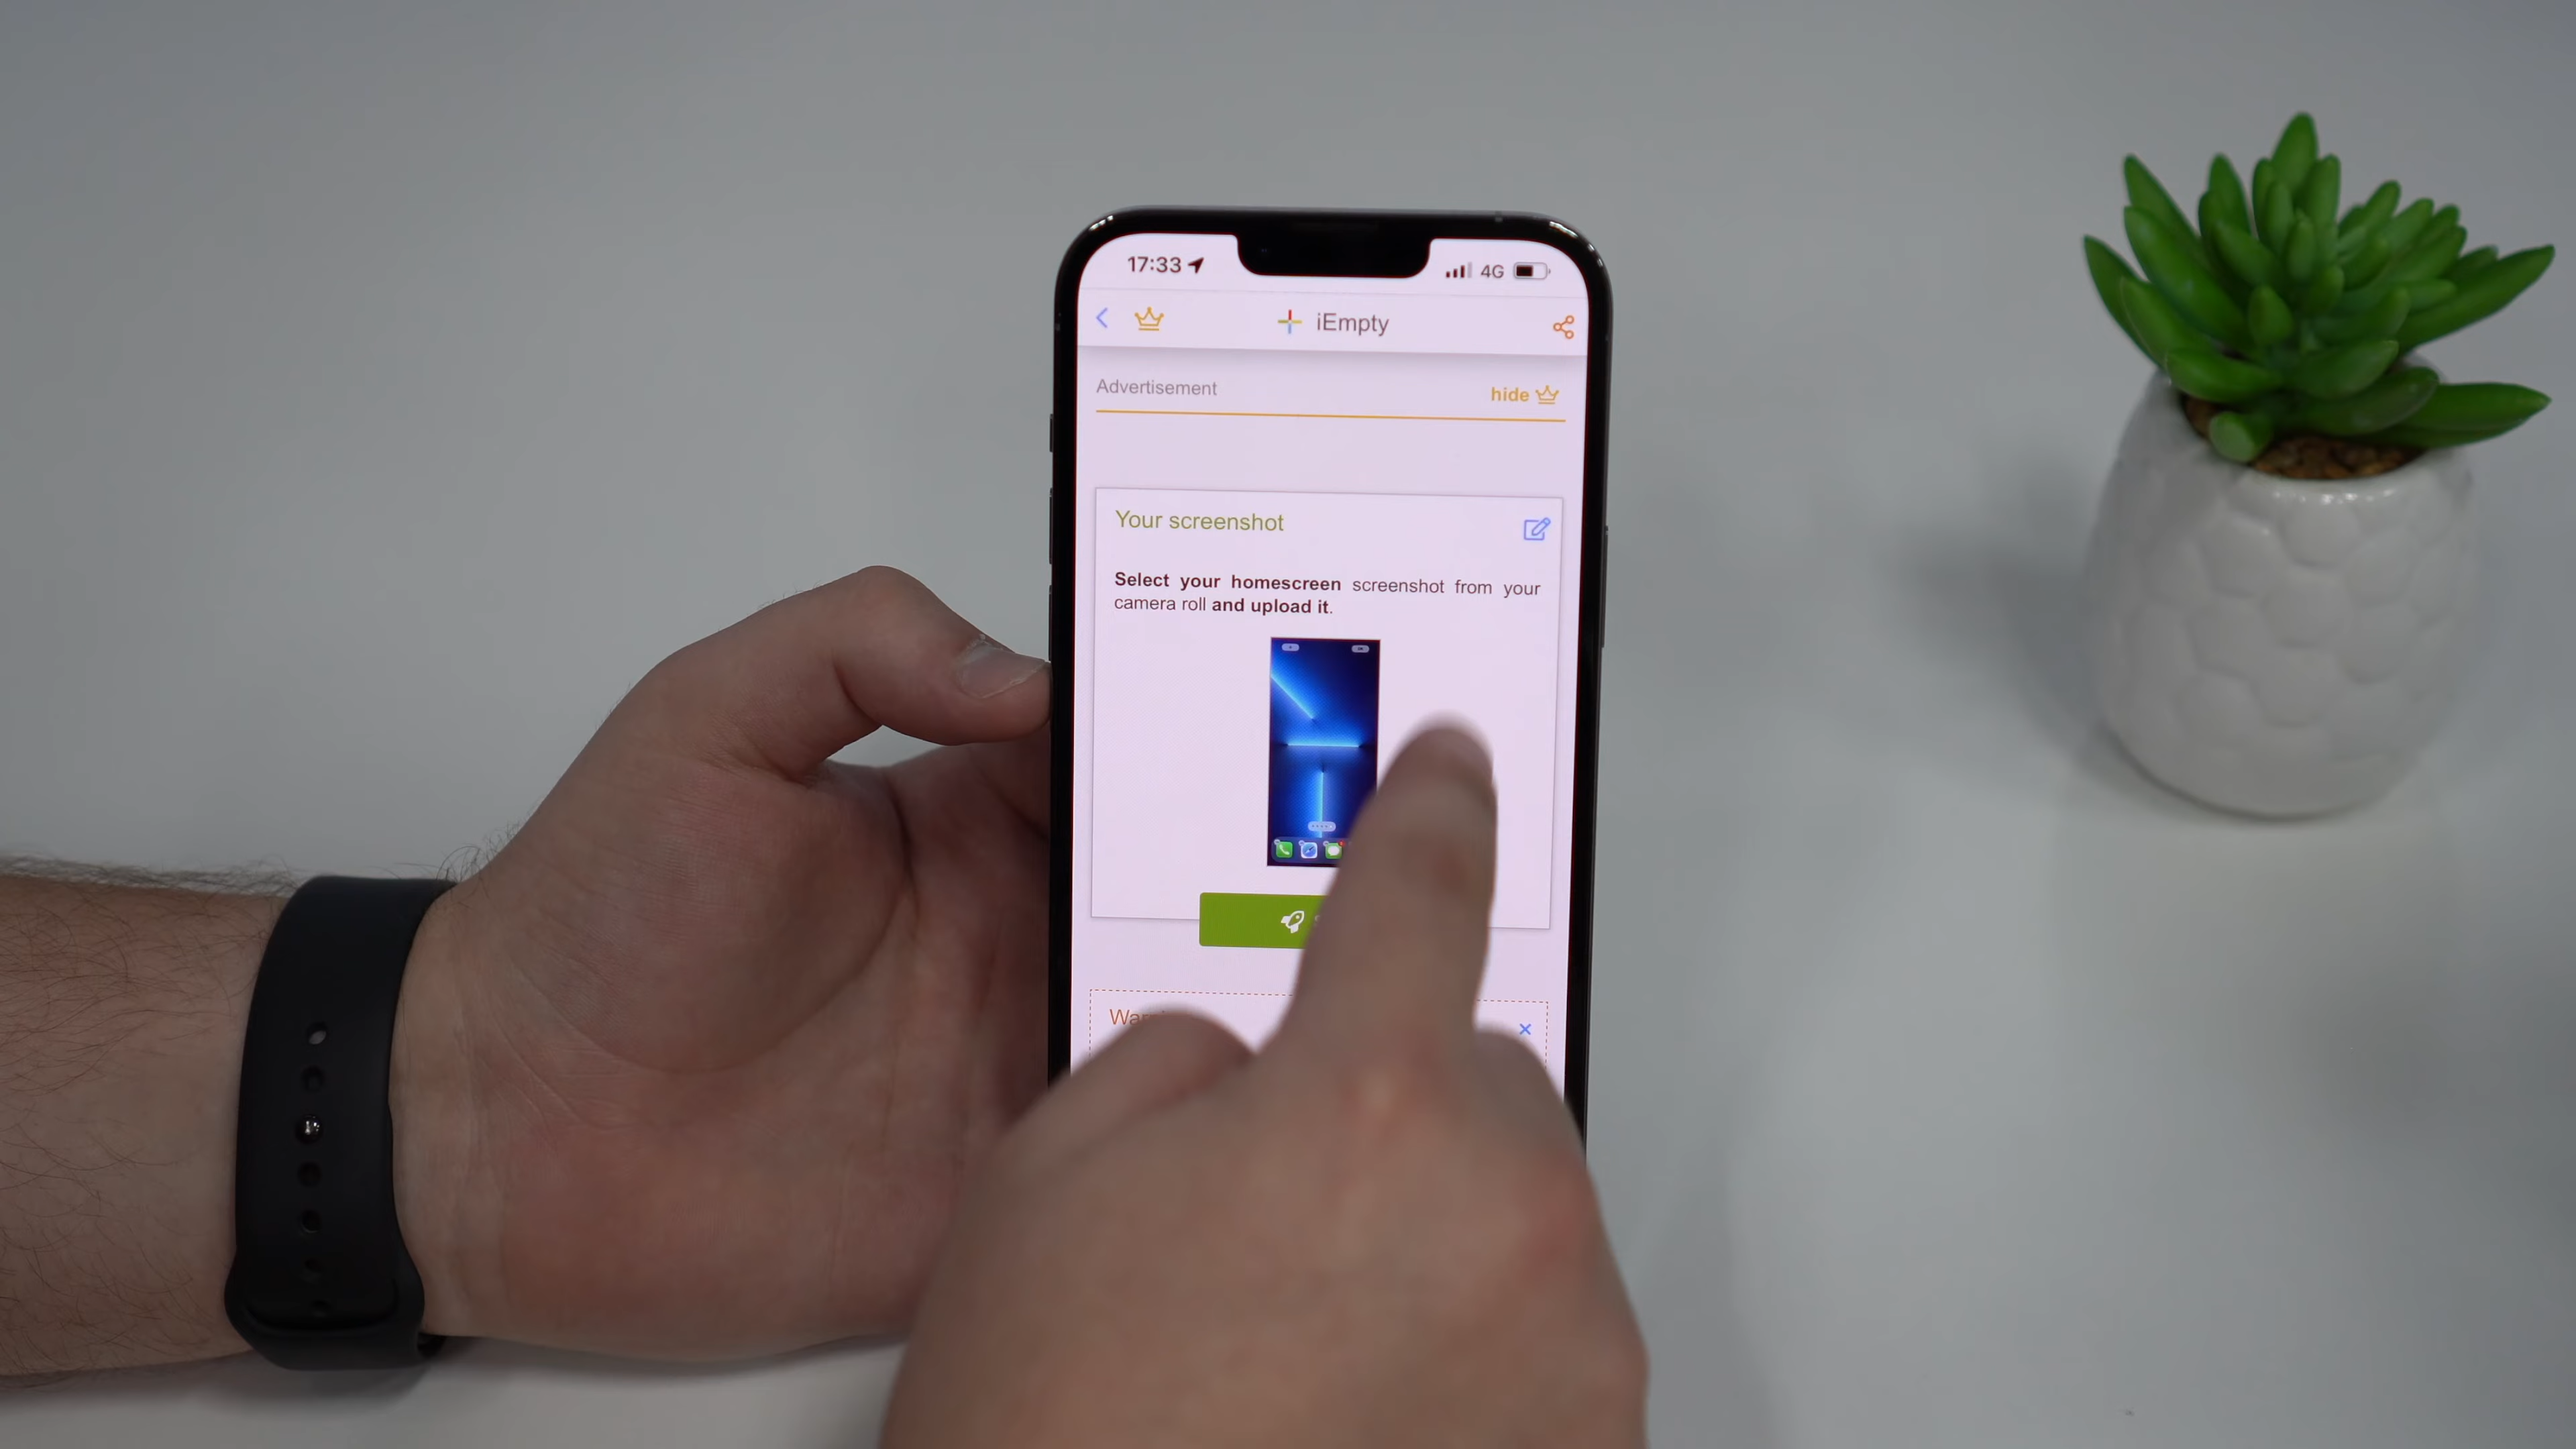 17:33 4G
iEmpty
Advertisement hide
Your screenshot
Select your homescreen screenshot from your
camera roll and upload it.